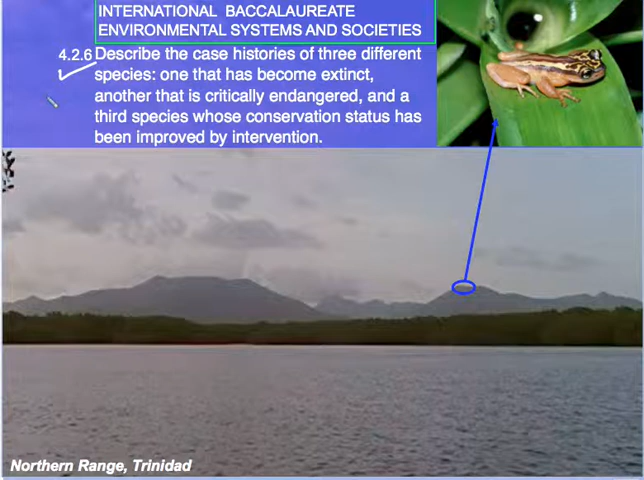 INTERNATIONAL BACCALAUREATE
ENVIRONMENTAL SYSTEMS AND SOCIETIES
4.2.6 Describe the case histories of three different
species: one that has become extinct,
another that is critically endangered, and a
third species whose conservation status has
been improved by intervention.
Northern Range, Trinidad